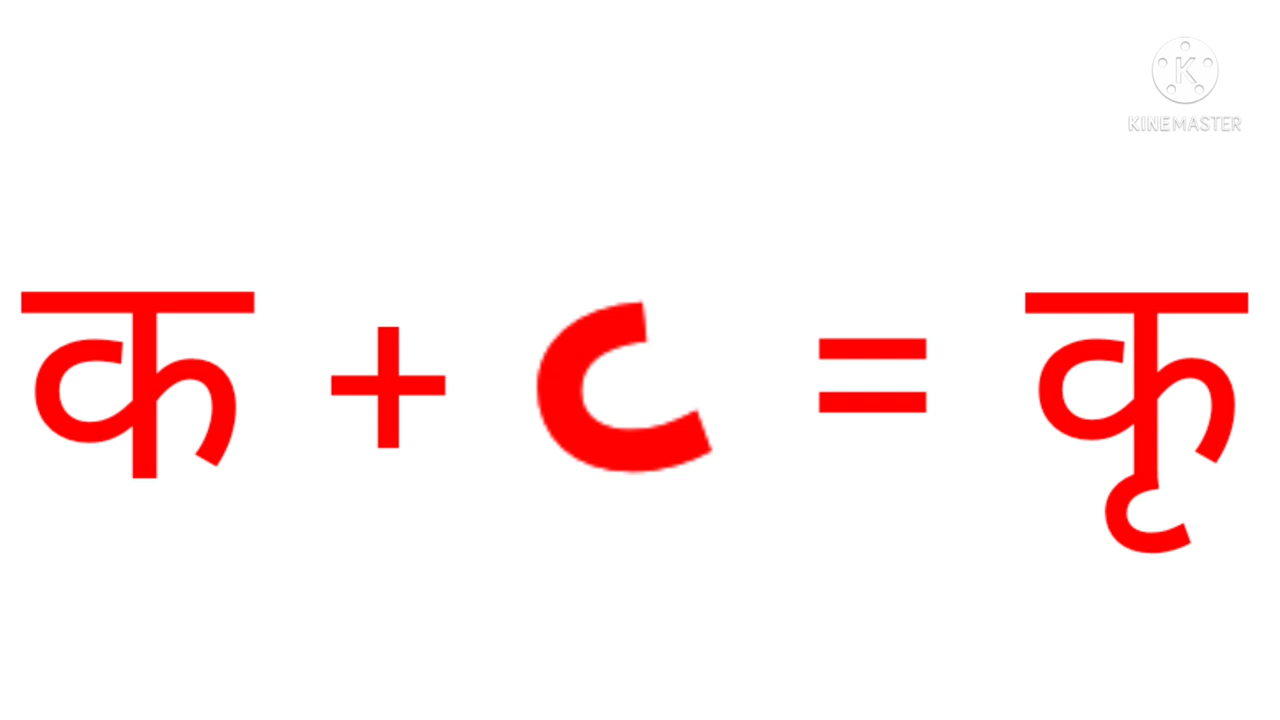 KINEMASTER
क + ृ = कृ